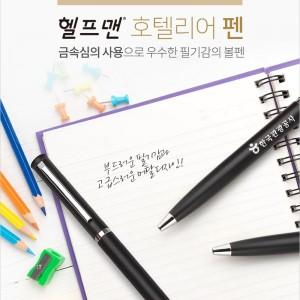 헬프맨® 호텔리어 펜
금속심의 사용으로 우수한 필기감의 볼펜
부드러운 필기감과
고급스러운 메탈디자인!!
한국관광공사